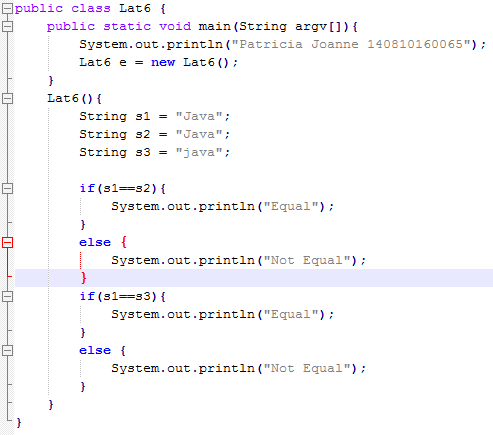 public class Lat6 {
    public static void main(String argv[]){
        System.out.println("Patricia Joanne 140810160065");
        Lat6 e = new Lat6();
    }
    Lat6(){
        String s1 = "Java";
        String s2 = "Java";
        String s3 = "java";

        if(s1==s2){
            System.out.println("Equal");
        }
        else {
            System.out.println("Not Equal");
        }
        if(s1==s3){
            System.out.println("Equal");
        }
        else {
            System.out.println("Not Equal");
        }
    }
}